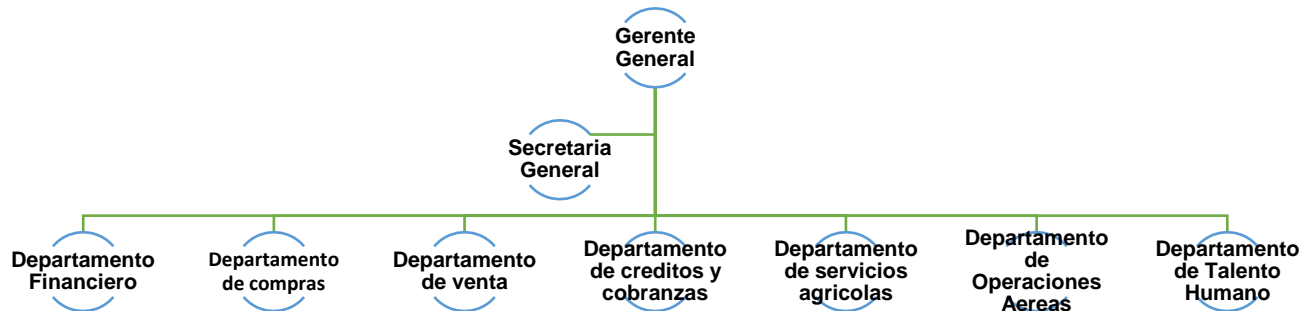 Gerente
General
Secretaria
General
Departamento
Financiero
Departamento
de compras
Departamento
de venta
Departamento
de creditos y
cobranzas
Departamento
de servicios
agricolas
Departamento
de
Operaciones
Aereas
Departamento
de Talento
Humano